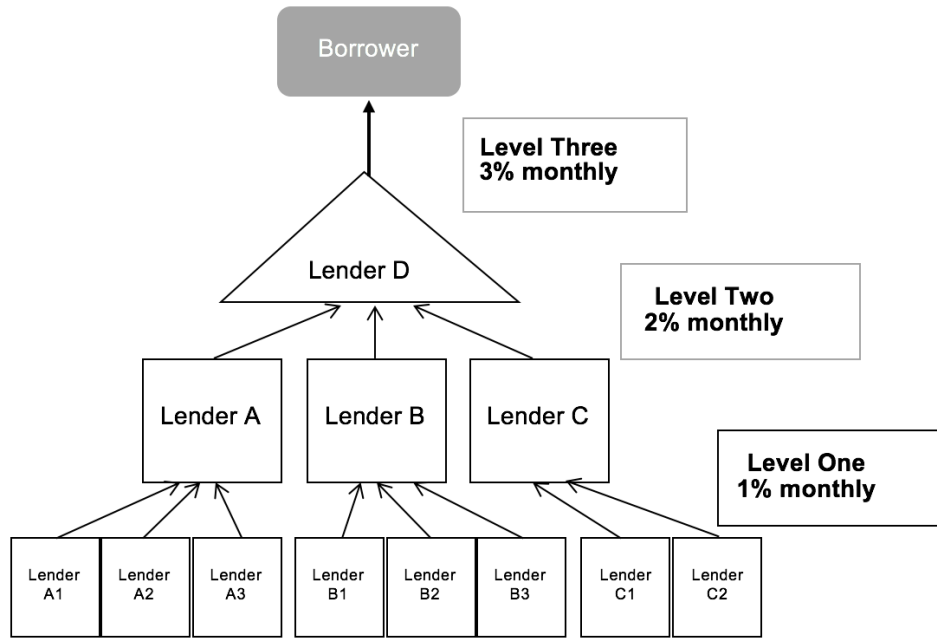 Borrower
Level Three
3% monthly
Lender D
Level Two
2% monthly
Lender A
Lender B
Lender C
Level One
1% monthly
Lender
A1
Lender
A2
Lender
A3
Lender
B1
Lender
B2
Lender
B3
Lender
C1
Lender
C2